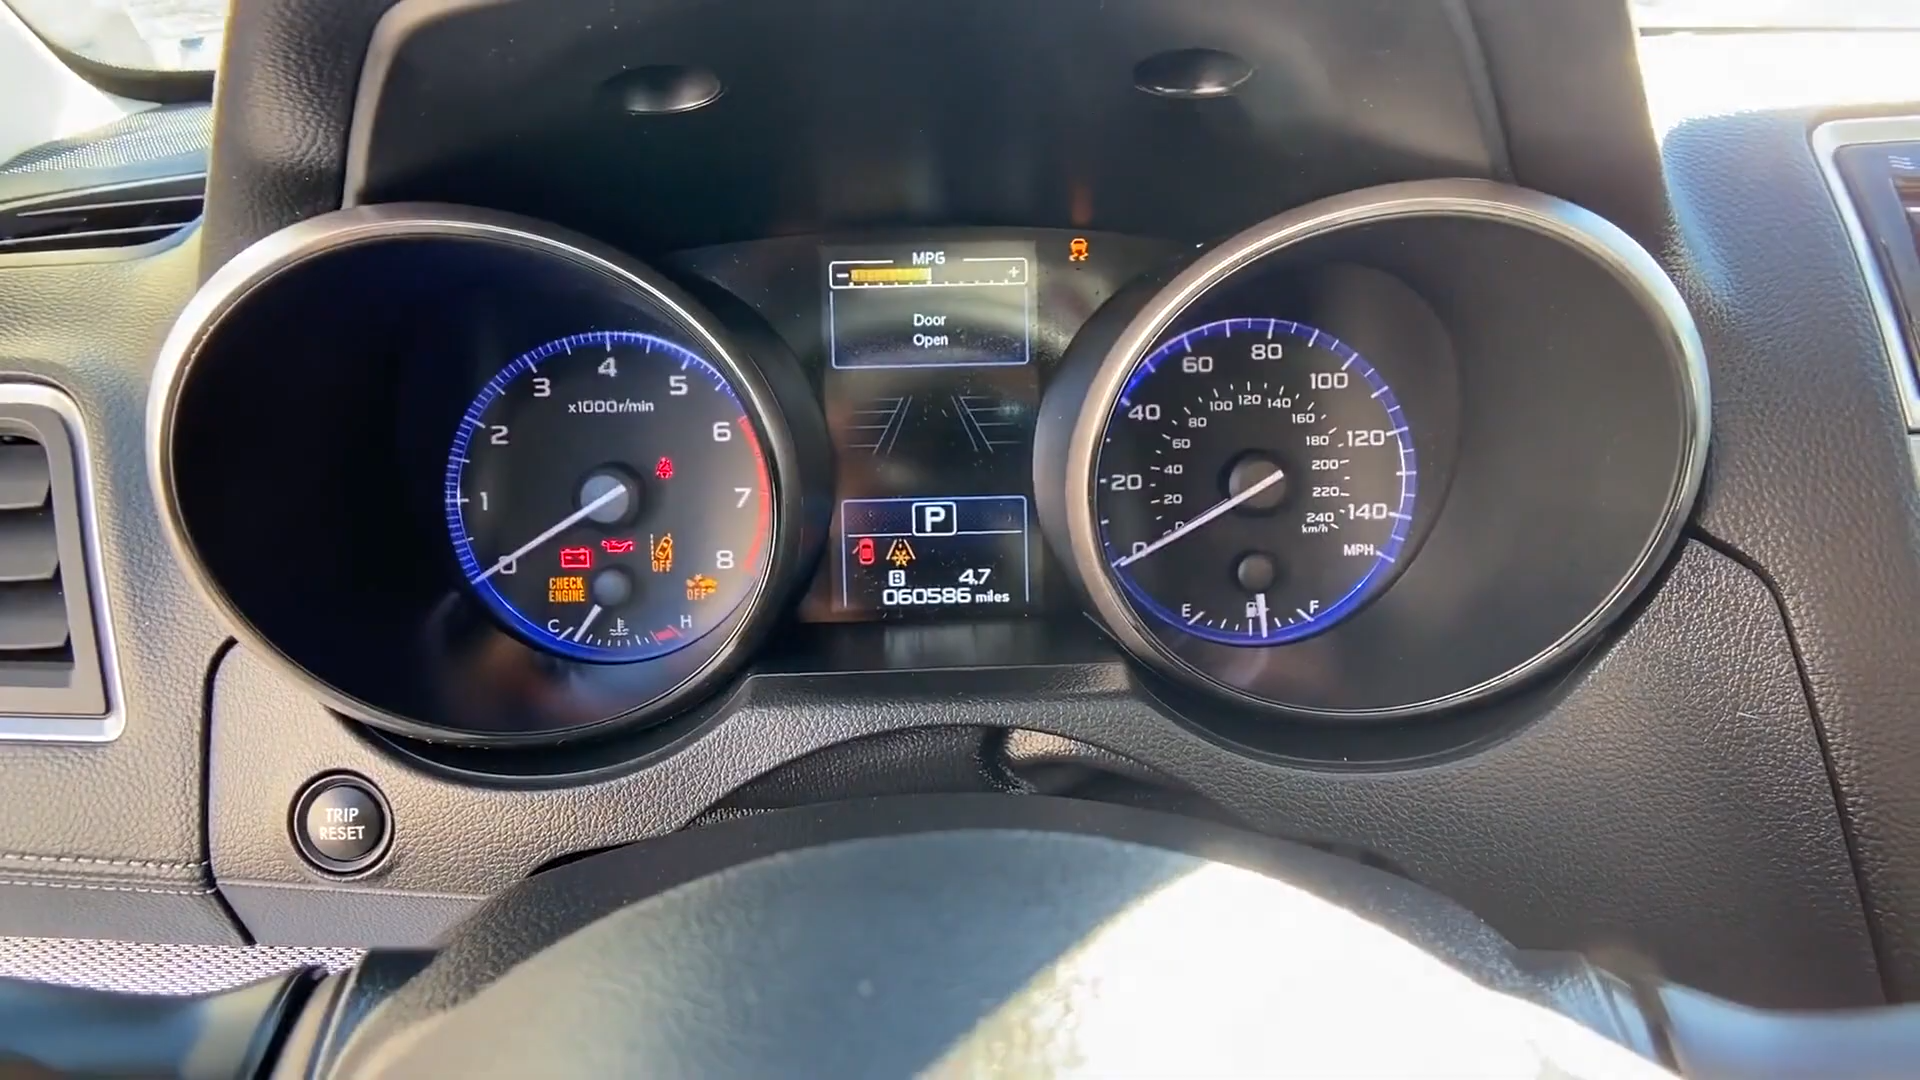 MPG
- +
Door
Open
4
3 5
x1000r/min
2 6
1 7
0 8
CHECK
ENGINE
OFF
OFF
C H
P
B 4.7
060586 miles
80
60 100
40 120
20 140
0 MPH
100 120 140
80 160
60 180
40 200
20 220
0 240
km/h
E F
TRIP
RESET